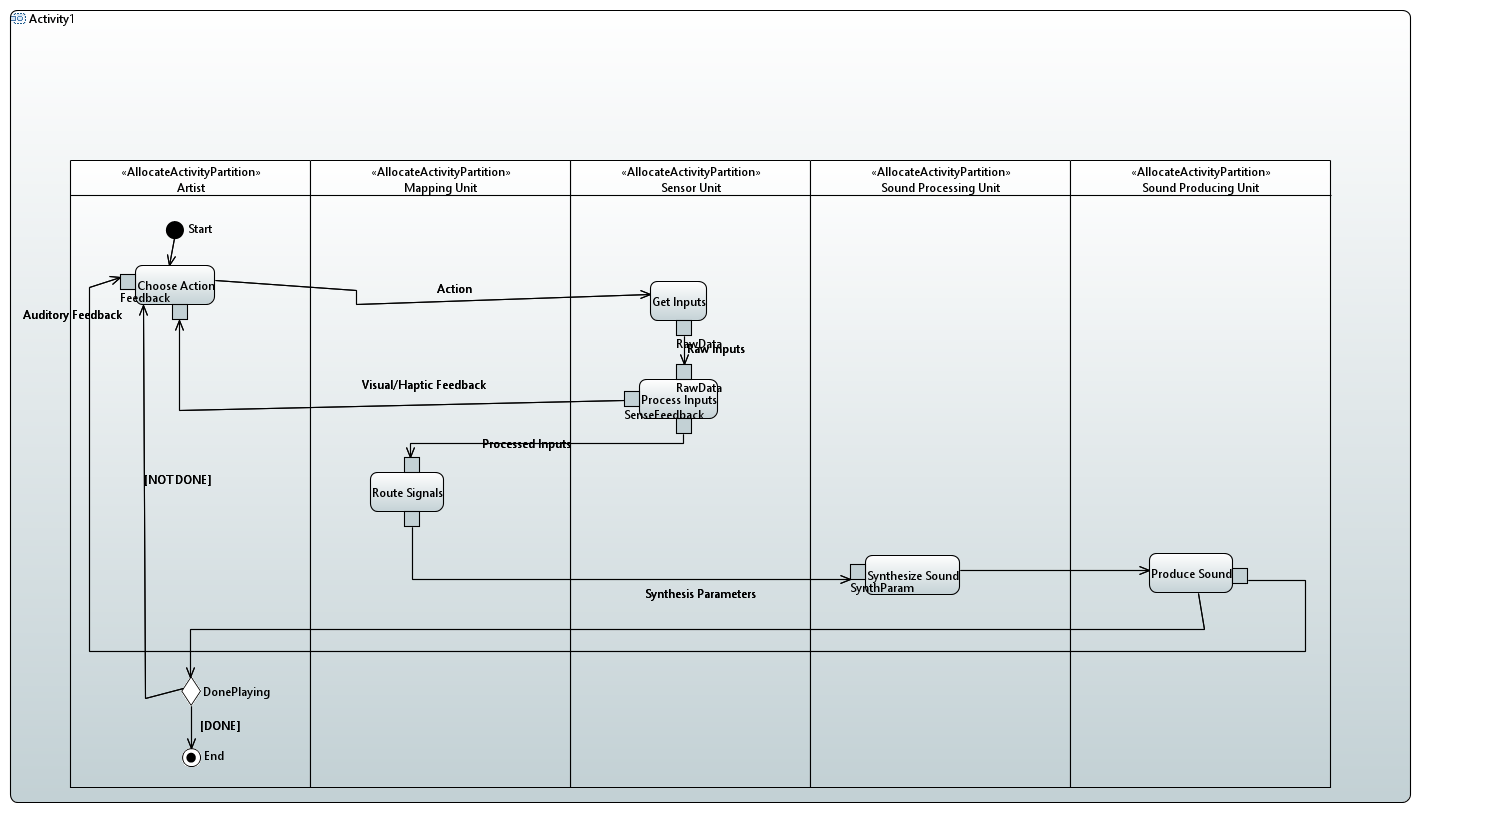 Activity1
«AllocateActivityPartition»
Artist
«AllocateActivityPartition»
Mapping Unit
«AllocateActivityPartition»
Sensor Unit
«AllocateActivityPartition»
Sound Processing Unit
«AllocateActivityPartition»
Sound Producing Unit
Start
Choose Action
Feedback
Auditory Feedback
Action
Get Inputs
RawData
Raw Inputs
RawData
Process Inputs
SenseFeedback
Visual/Haptic Feedback
Processed Inputs
Route Signals
[NOT DONE]
Synthesize Sound
SynthParam
Synthesis Parameters
Produce Sound
DonePlaying
[DONE]
End